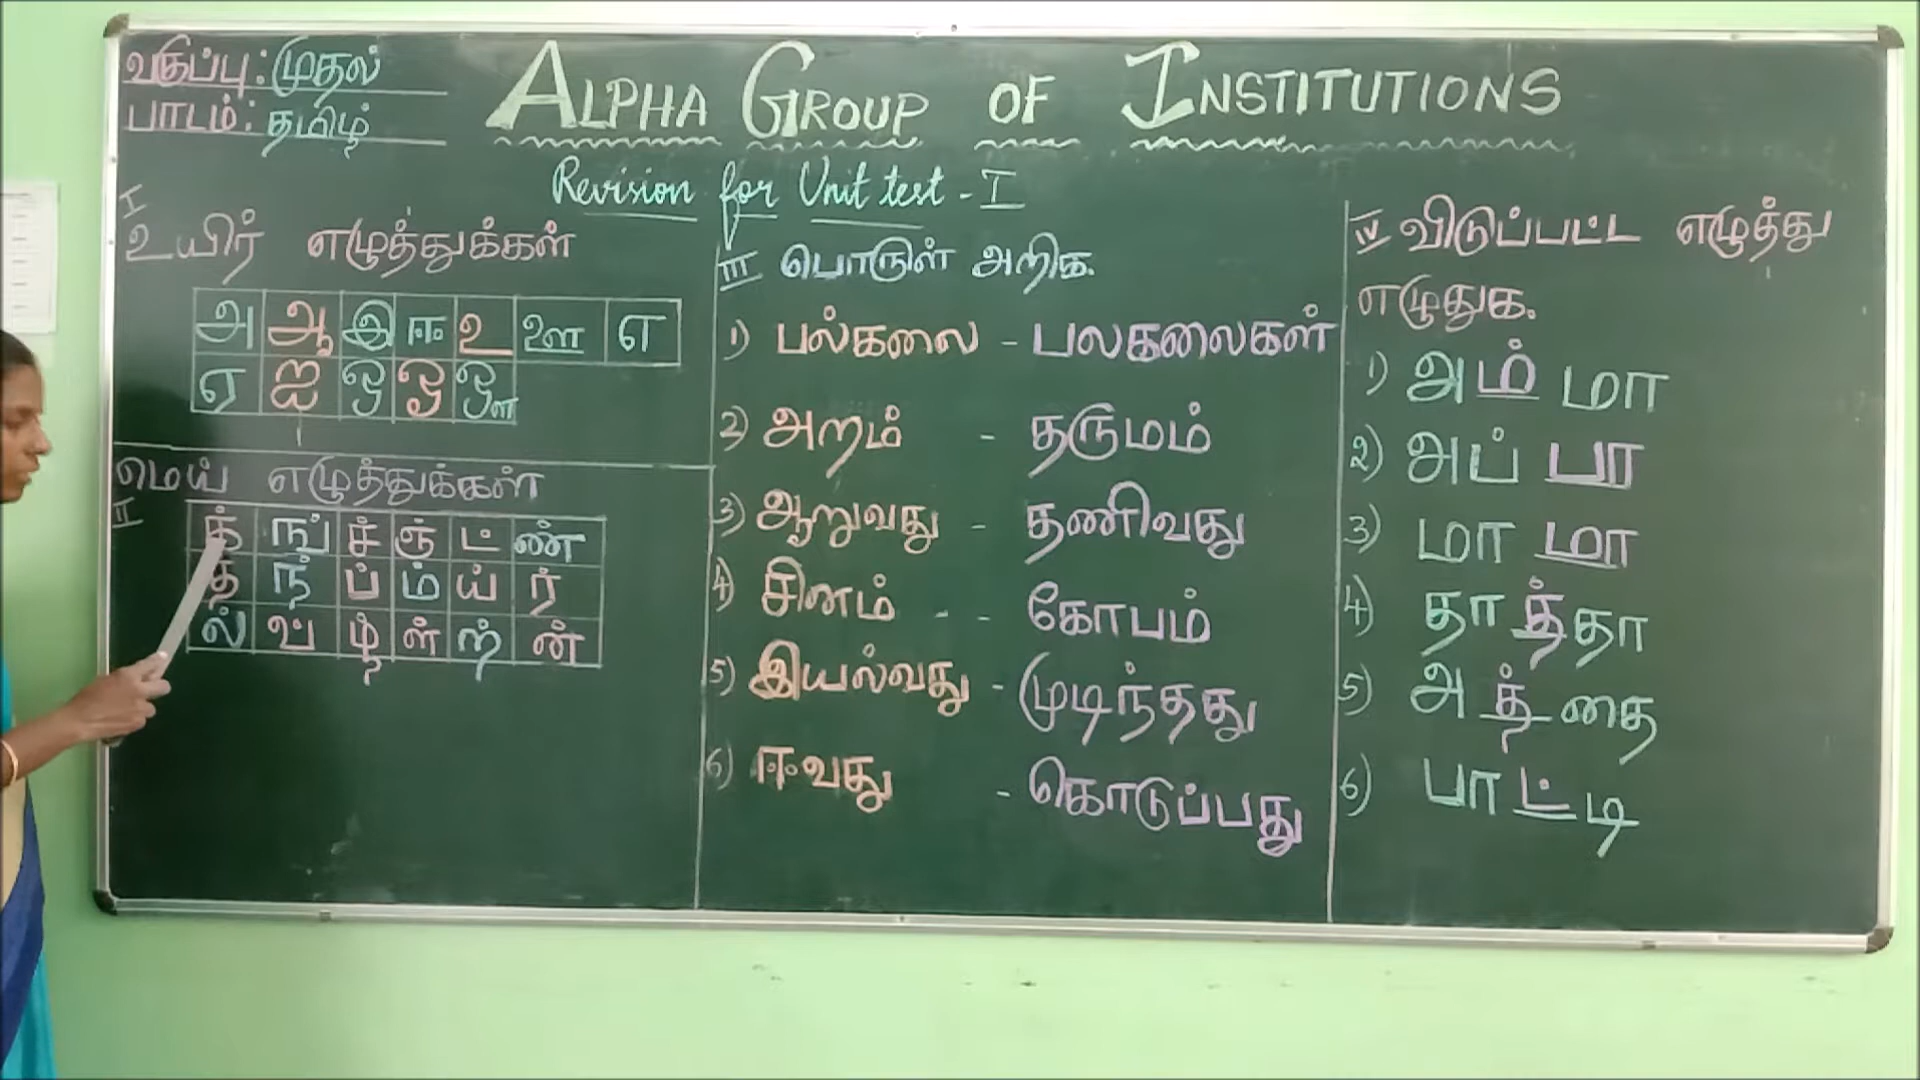 வகுப்பு: முதல்
பாடம்: தமிழ்
ALPHA GROUP OF INSTITUTIONS
Revision for Unit test - I
I
உயிர் எழுத்துக்கள்
அ ஆ இ ஈ உ ஊ எ
ஏ ஐ ஒ ஓ ஔ
மெய் எழுத்துக்கள்
II
க் ங் ச் ஞ் ட் ண்
த் ந் ப் ம் ய் ர்
ல் வ் ழ் ள் ற் ன்
III பொருள் அறிக.
1) பல்கலை - பலகலைகள்
2) அறம் - தருமம்
3) ஆறுவது - தணிவது
4) சினம் - - கோபம்
5) இயல்வது - முடிந்தது
6) ஈவது - கொடுப்பது
IV விடுப்பட்ட எழுத்து
எழுதுக.
1) அ ம் மா
2) அப் பா
3) மா மா
4) தா த் தா
5) அ த் தை
6) பா ட் டி